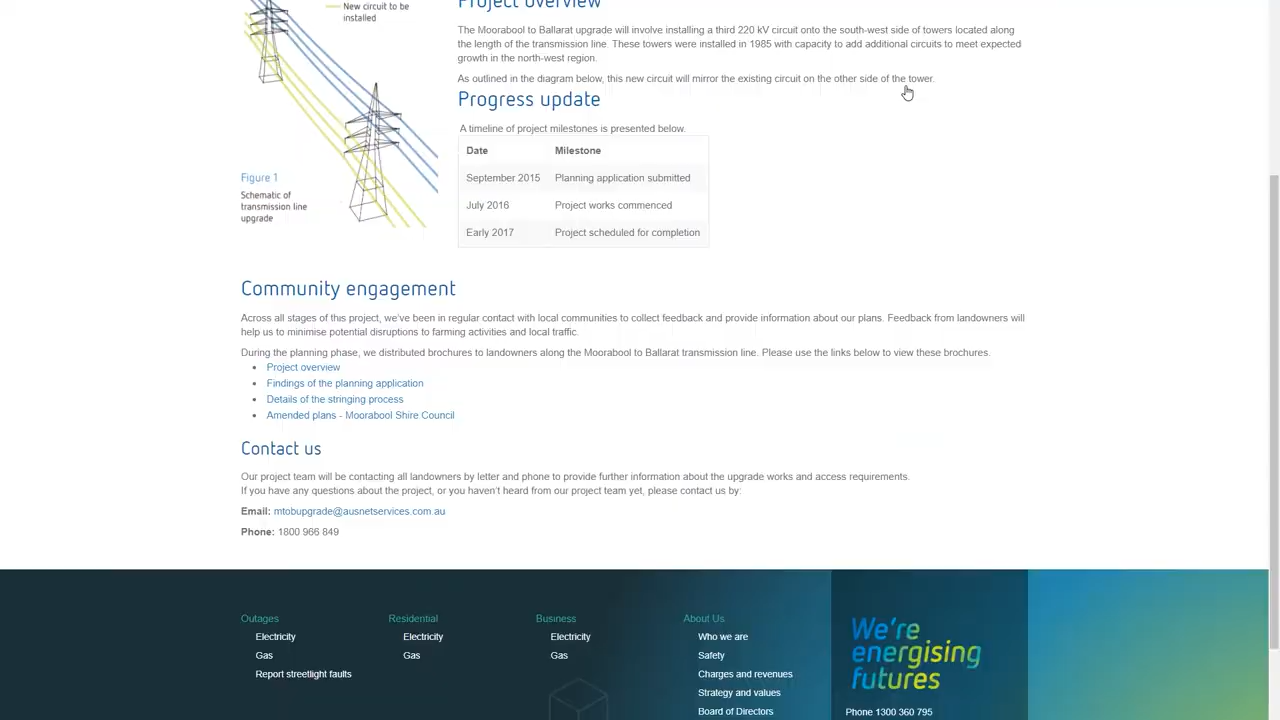 New circuit to be
installed
Figure 1
Schematic of
transmission line
upgrade
Project overview
The Moorabool to Ballarat upgrade will involve installing a third 220 kV circuit onto the south-west side of towers located along
the length of the transmission line. These towers were installed in 1985 with capacity to add additional circuits to meet expected
growth in the north-west region.
As outlined in the diagram below, this new circuit will mirror the existing circuit on the other side of the tower.
Progress update
A timeline of project milestones is presented below.
Date Milestone
September 2015 Planning application submitted
July 2016 Project works commenced
Early 2017 Project scheduled for completion
Community engagement
Across all stages of this project, we've been in regular contact with local communities to collect feedback and provide information about our plans. Feedback from landowners will
help us to minimise potential disruptions to farming activities and local traffic.
During the planning phase, we distributed brochures to landowners along the Moorabool to Ballarat transmission line. Please use the links below to view these brochures.
• Project overview
• Findings of the planning application
• Details of the stringing process
• Amended plans - Moorabool Shire Council
Contact us
Our project team will be contacting all landowners by letter and phone to provide further information about the upgrade works and access requirements.
If you have any questions about the project, or you haven't heard from our project team yet, please contact us by:
Email: mtobupgrade@ausnetservices.com.au
Phone: 1800 966 849
Outages
Electricity
Gas
Report streetlight faults
Residential
Electricity
Gas
Business
Electricity
Gas
About Us
Who we are
Safety
Charges and revenues
Strategy and values
Board of Directors
We're
energising
futures
Phone 1300 360 795